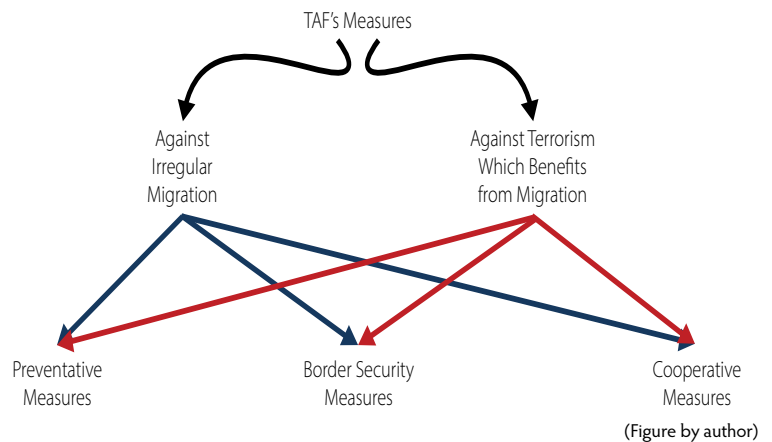 TAF's Measures
Against
Irregular
Migration
Against Terrorism
Which Benefits
from Migration
Preventative
Measures
Border Security
Measures
Cooperative
Measures
(Figure by author)